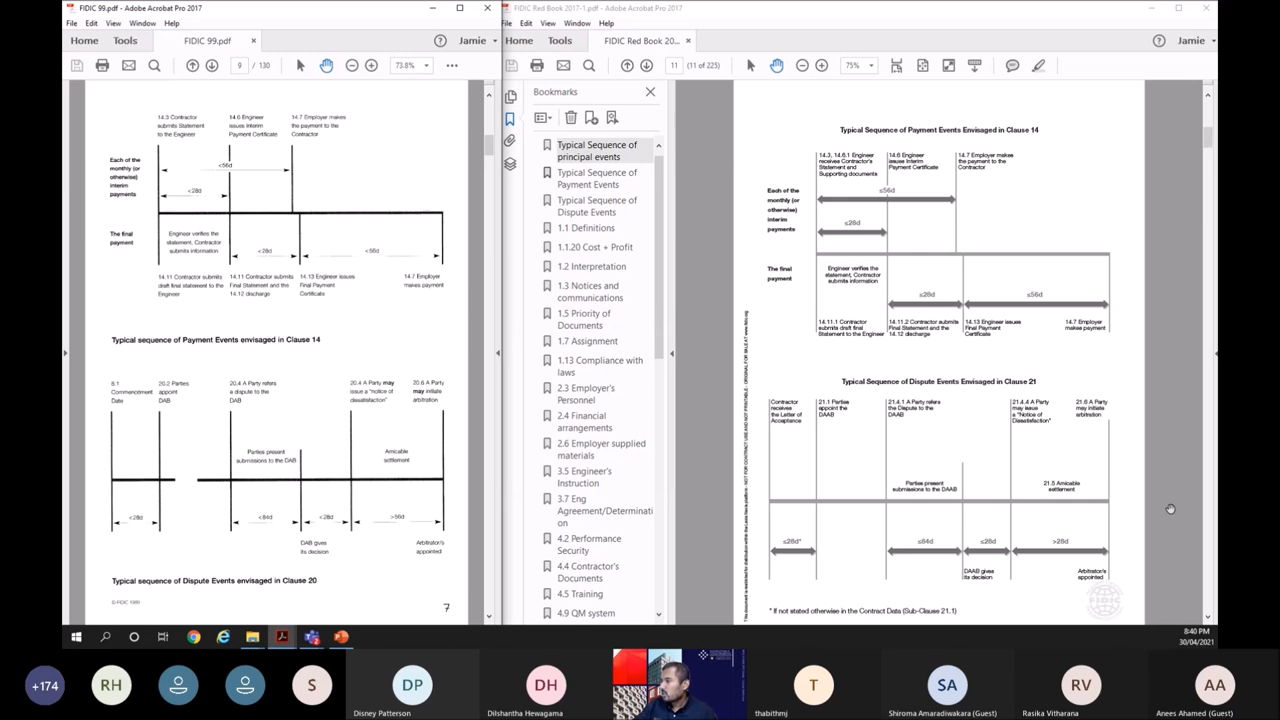 FIDIC 99.pdf - Adobe Acrobat Pro 2017
File Edit View Window Help
Home Tools FIDIC 99.pdf × Jamie
9 / 130 73.8%
14.3 Contractor
submits Statement
to the Engineer
14.6 Engineer
issues Interim
Payment Certificate
14.7 Employer makes
the payment to the
Contractor
Each of the
monthly (or
otherwise)
interim
payments
<56d
<28d
The final
payment
Engineer verifies the
statement, Contractor
submits information
<28d
<56d
14.11 Contractor submits
draft final statement to the
Engineer
14.11 Contractor submits
Final Statement and the
14.12 discharge
14.13 Engineer issues
Final Payment
Certificate
14.7 Employer
makes payment
Typical sequence of Payment Events envisaged in Clause 14
8.1
Commencement
Date
20.2 Parties
appoint
DAB
20.4 A Party refers
a dispute to the
DAB
20.4 A Party may
issue a "notice of
dissatisfaction"
20.6 A Party
may initiate
arbitration
Parties present
submissions to the DAB
Amicable
settlement
<28d
<84d
<28d
>56d
DAB gives
its decision
Arbitrator/s
appointed
Typical sequence of Dispute Events envisaged in Clause 20
© FIDIC 1999
7
FIDIC Red Book 2017-1.pdf - Adobe Acrobat Pro 2017
File Edit View Window Help
Home Tools FIDIC Red Book 20... × Jamie
11 (11 of 225) 75%
Bookmarks
Typical Sequence of
principal events
Typical Sequence of
Payment Events
Typical Sequence of
Dispute Events
1.1 Definitions
1.1.20 Cost + Profit
1.2 Interpretation
1.3 Notices and
communications
1.5 Priority of
Documents
1.7 Assignment
1.13 Compliance with
laws
2.3 Employer's
Personnel
2.4 Financial
arrangements
2.6 Employer supplied
materials
3.5 Engineer's
Instruction
3.7 Eng
Agreement/Determinati
on
4.2 Performance
Security
4.4 Contractor's
Documents
4.5 Training
4.9 QM system
Typical Sequence of Payment Events Envisaged in Clause 14
14.3, 14.6.1 Engineer
receives Contractor's
Statement and
Supporting documents
14.6 Engineer
issues Interim
Payment Certificate
14.7 Employer makes
the payment to the
Contractor
Each of the
monthly (or
otherwise)
interim
payments
≤56d
≤28d
The final
payment
Engineer verifies the
statement, Contractor
submits information
≤28d
≤56d
14.11.1 Contractor
submits draft final
Statement to the Engineer
14.11.2 Contractor submits
Final Statement and the
14.12 discharge
14.13 Engineer issues
Final Payment
Certificate
14.7 Employer
makes payment
Typical Sequence of Dispute Events Envisaged in Clause 21
Contractor
receives
the Letter of
Acceptance
21.1 Parties
appoint the
DAAB
21.4.1 A Party refers
the Dispute to the
DAAB
21.4.4 A Party
may issue
a "Notice of
Dissatisfaction"
21.6 A Party
may initiate
arbitration
Parties present
submissions to the DAAB
21.5 Amicable
settlement
≤28d*
≤84d
≤28d
>28d
DAAB gives
its decision
Arbitrator/s
appointed
* If not stated otherwise in the Contract Data (Sub-Clause 21.1)
FIDIC
8:40 PM
30/04/2021
+174
RH
S
DP
DH
T
SA
RV
AA
Disney Patterson
Dilshantha Hewagama
thabithmj
Shiroma Amaradiwakara (Guest)
Rasika Vitharana
Anees Ahamed (Guest)